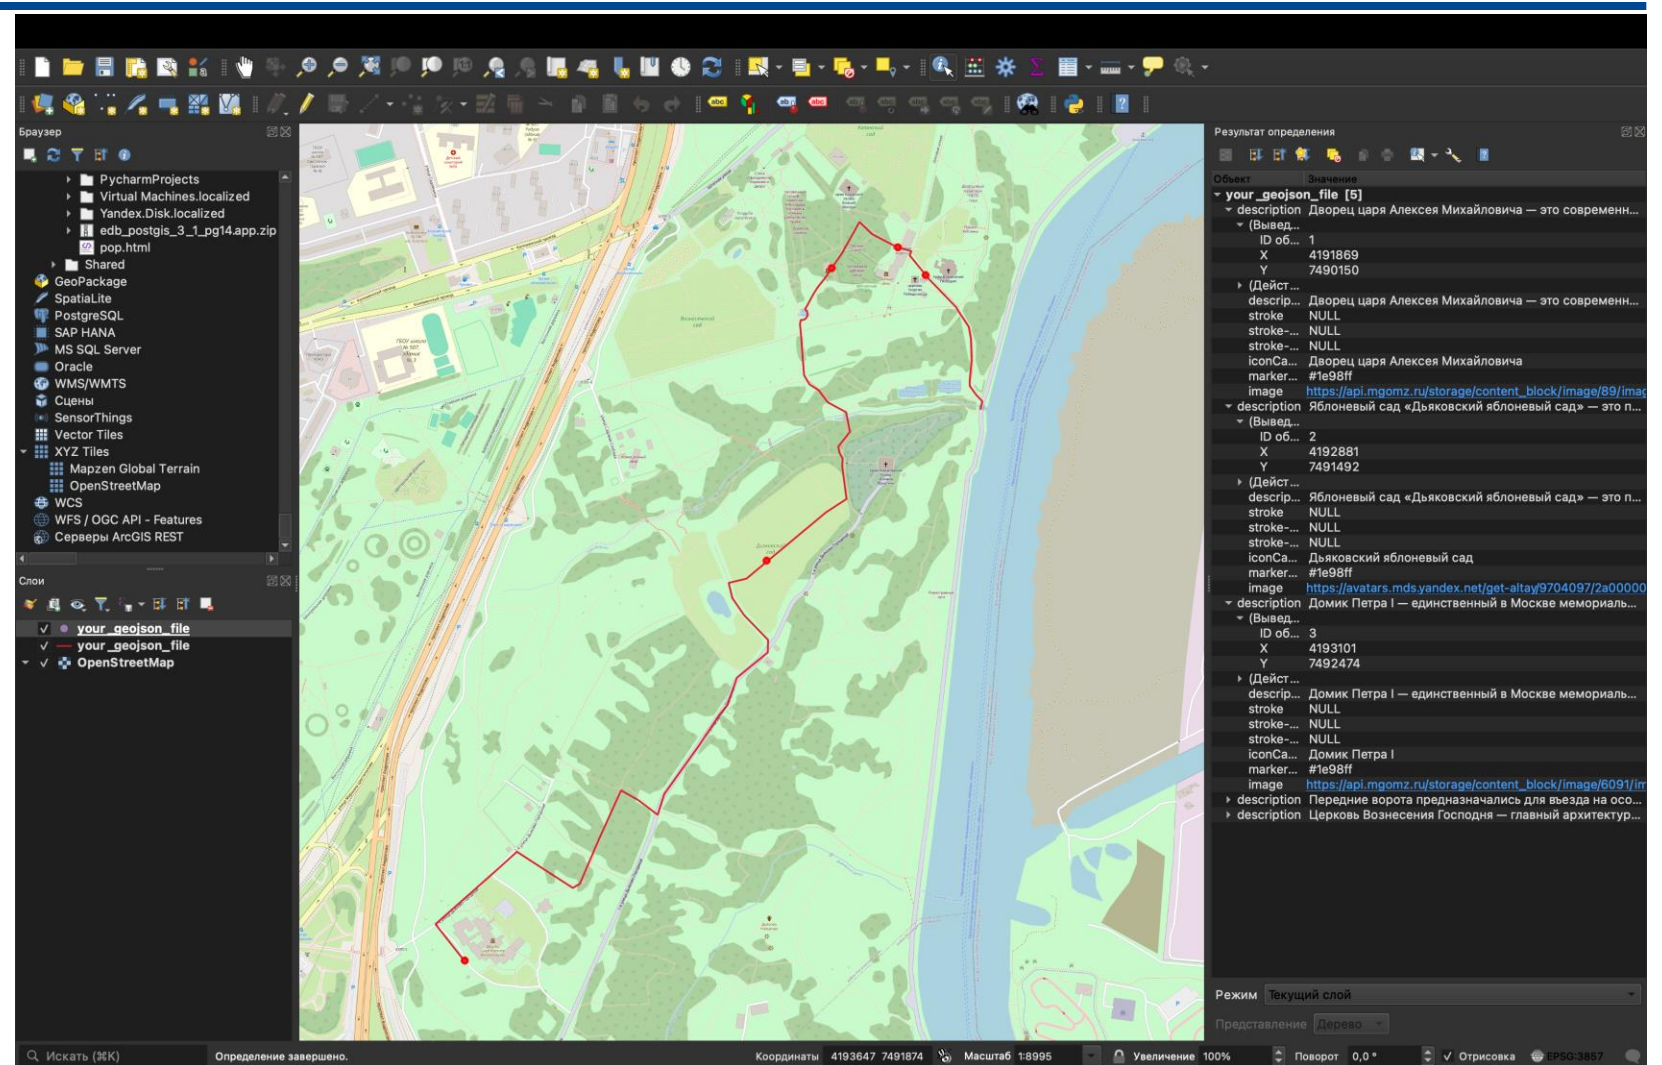 Браузер
PycharmProjects
Virtual Machines.localized
Yandex.Disk.localized
edb_postgis_3_1_pg14.app.zip
pop.html
Shared
GeoPackage
SpatiaLite
PostgreSQL
SAP HANA
MS SQL Server
Oracle
WMS/WMTS
Сцены
SensorThings
Vector Tiles
XYZ Tiles
Mapzen Global Terrain
OpenStreetMap
WCS
WFS / OGC API - Features
Серверы ArcGIS REST
Слои
your_geojson_file
your_geojson_file
OpenStreetMap
Вознесенский сад
Дьяковский сад
Результат определения
Объект Значение
your_geojson_file [5]
description Дворец царя Алексея Михайловича — это современн...
(Вывед...
ID об... 1
X 4191869
Y 7490150
(Дейст...
descrip... Дворец царя Алексея Михайловича — это современн...
stroke NULL
stroke-... NULL
stroke-... NULL
iconCa... Дворец царя Алексея Михайловича
marker... #1e98ff
image https://api.mgomz.ru/storage/content_block/image/89/imag
description Яблоневый сад «Дьяковский яблоневый сад» — это п...
(Вывед...
ID об... 2
X 4192881
Y 7491492
(Дейст...
descrip... Яблоневый сад «Дьяковский яблоневый сад» — это п...
stroke NULL
stroke-... NULL
stroke-... NULL
iconCa... Дьяковский яблоневый сад
marker... #1e98ff
image https://avatars.mds.yandex.net/get-altay/9704097/2a00000
description Домик Петра I — единственный в Москве мемориаль...
(Вывед...
ID об... 3
X 4193101
Y 7492474
(Дейст...
descrip... Домик Петра I — единственный в Москве мемориаль...
stroke NULL
stroke-... NULL
stroke-... NULL
iconCa... Домик Петра I
marker... #1e98ff
image https://api.mgomz.ru/storage/content_block/image/6091/im
description Передние ворота предназначались для въезда на осо...
description Церковь Вознесения Господня — главный архитектур...
Режим Текущий слой
Представление Дерево
Искать (⌘K) Определение завершено. Координаты 4193647 7491874 Масштаб 1:8995 Увеличение 100% Поворот 0,0 ° Отрисовка EPSG:3857